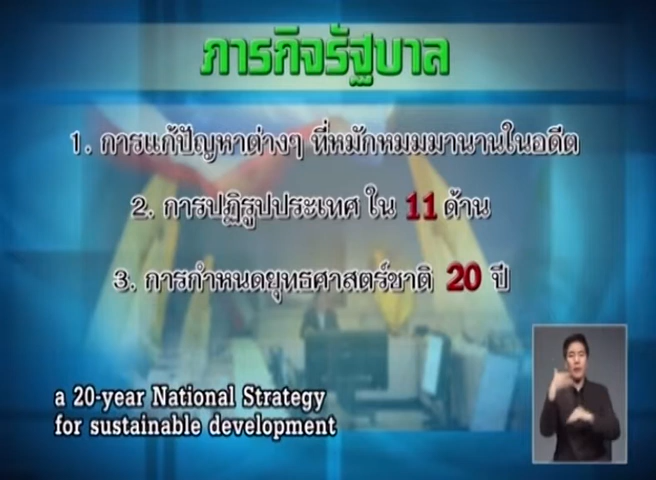 ภารกิจรัฐบาล
1. การแก้ปัญหาต่างๆ ที่หมักหมมมานานในอดีต
2. การปฏิรูปประเทศ ใน 11 ด้าน
3. การกำหนดยุทธศาสตร์ชาติ 20 ปี
a 20-year National Strategy
for sustainable development